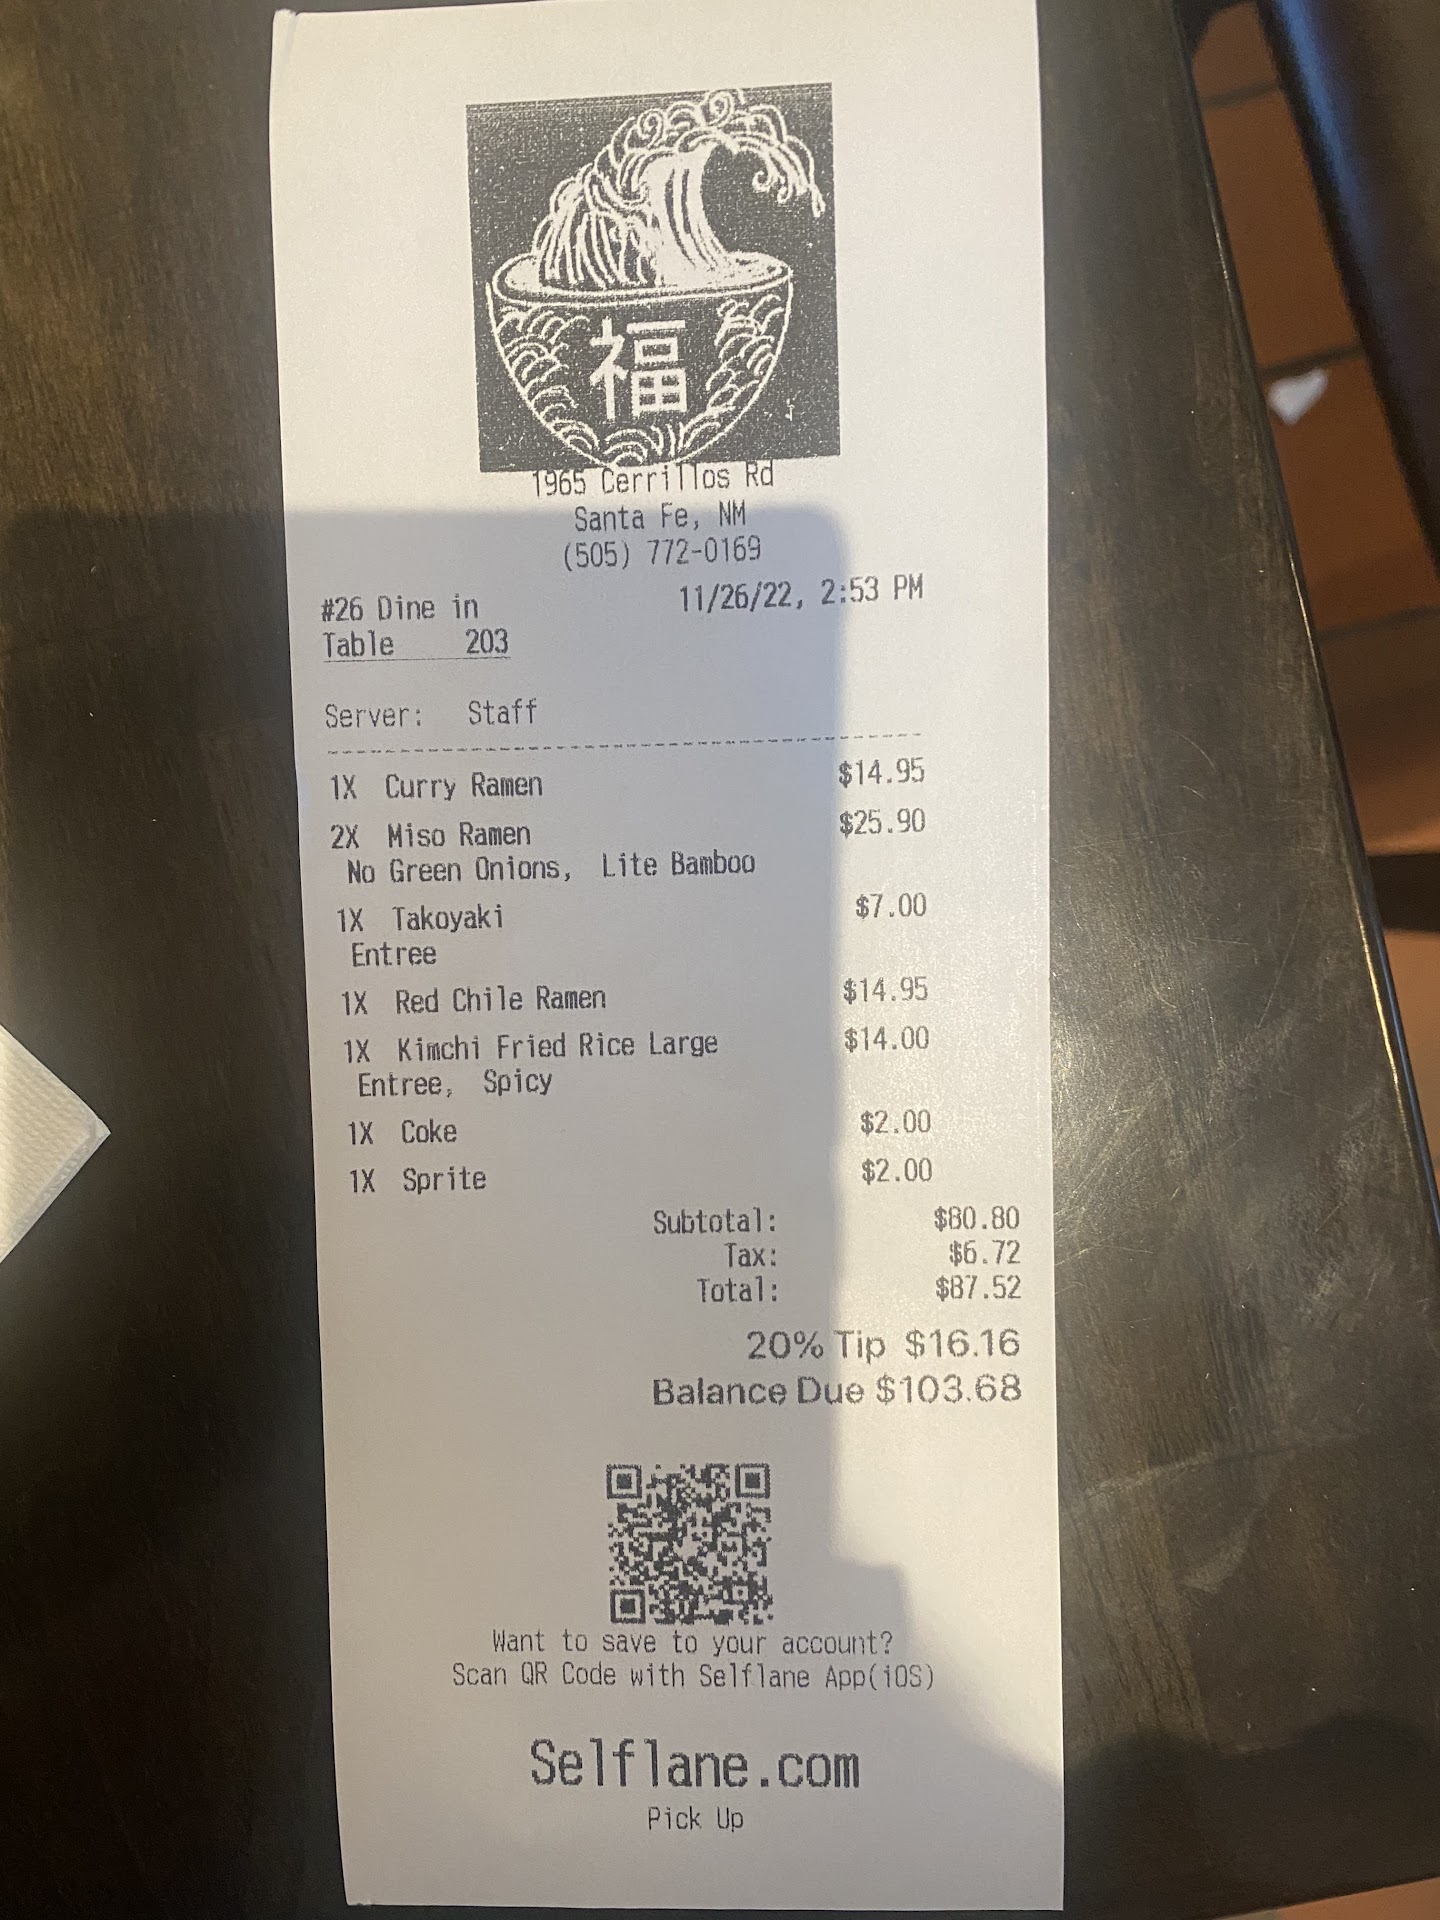 福
1965 Cerrillos Rd
Santa Fe, NM
(505) 772-0169
#26 Dine in 11/26/22, 2:53 PM
Table 203
Server: Staff
1X Curry Ramen $14.95
2X Miso Ramen $25.90
No Green Onions, Lite Bamboo
1X Takoyaki $7.00
Entree
1X Red Chile Ramen $14.95
1X Kimchi Fried Rice Large $14.00
Entree, Spicy
1X Coke $2.00
1X Sprite $2.00
Subtotal: $80.80
Tax: $6.72
Total: $87.52
20% Tip $16.16
Balance Due $103.68
Want to save to your account?
Scan QR Code with Selflane App(iOS)
Selflane.com
Pick Up